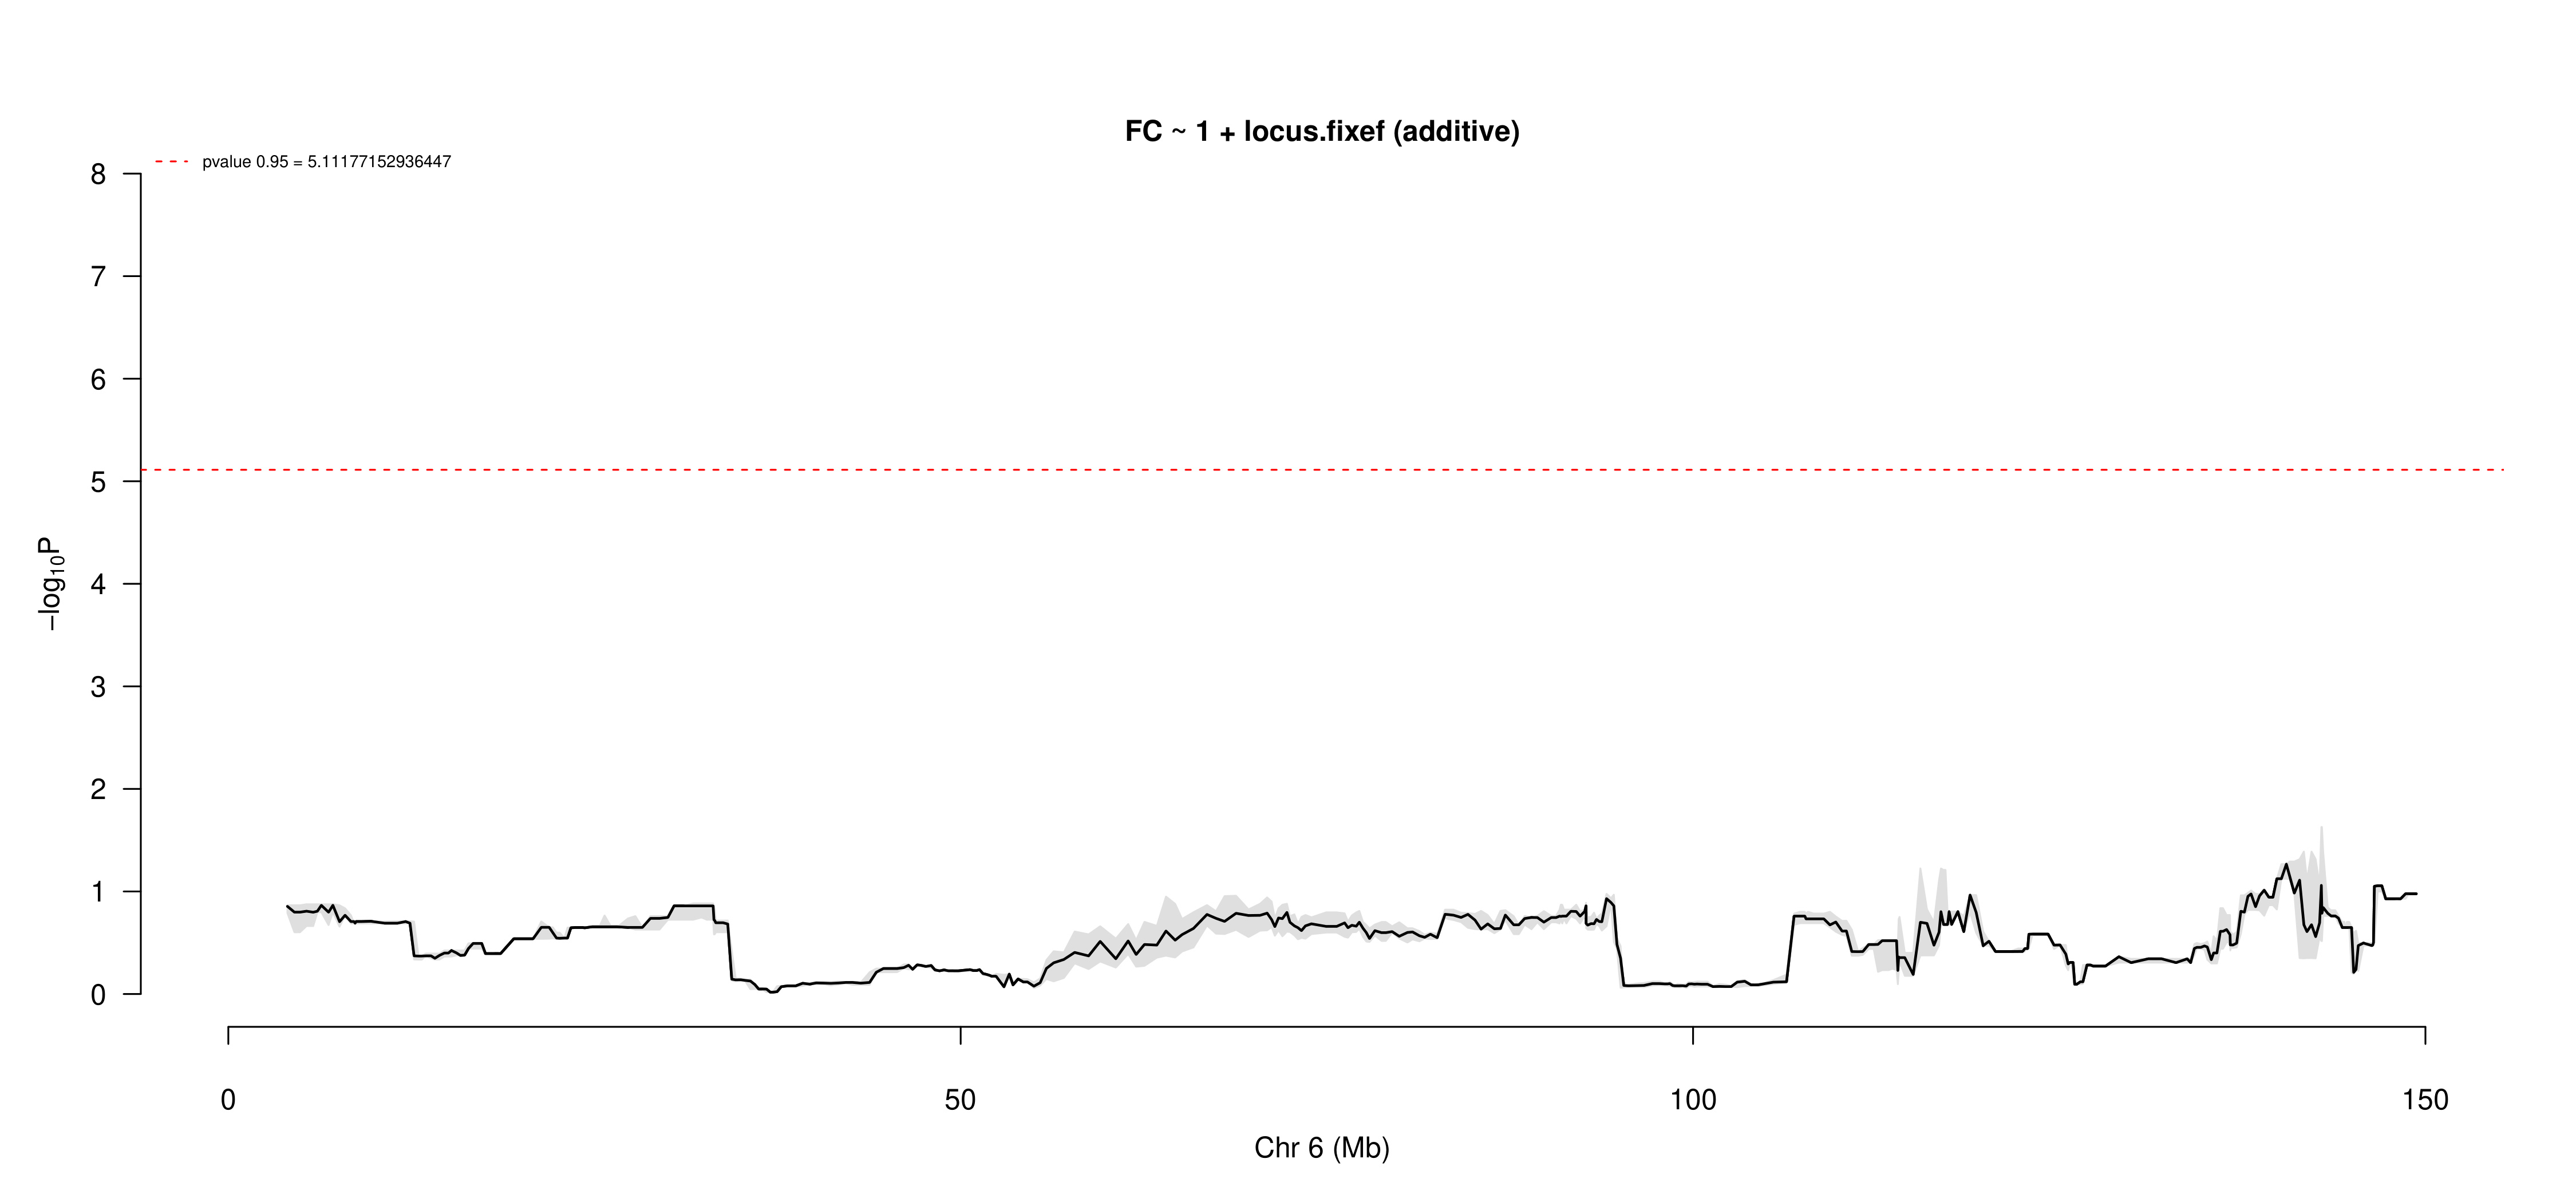 FC ~ 1 + locus.fixef (additive)
pvalue 0.95 = 5.11177152936447
8
7
6
5
4
3
2
1
0
−log10P
0 50 100 150
Chr 6 (Mb)